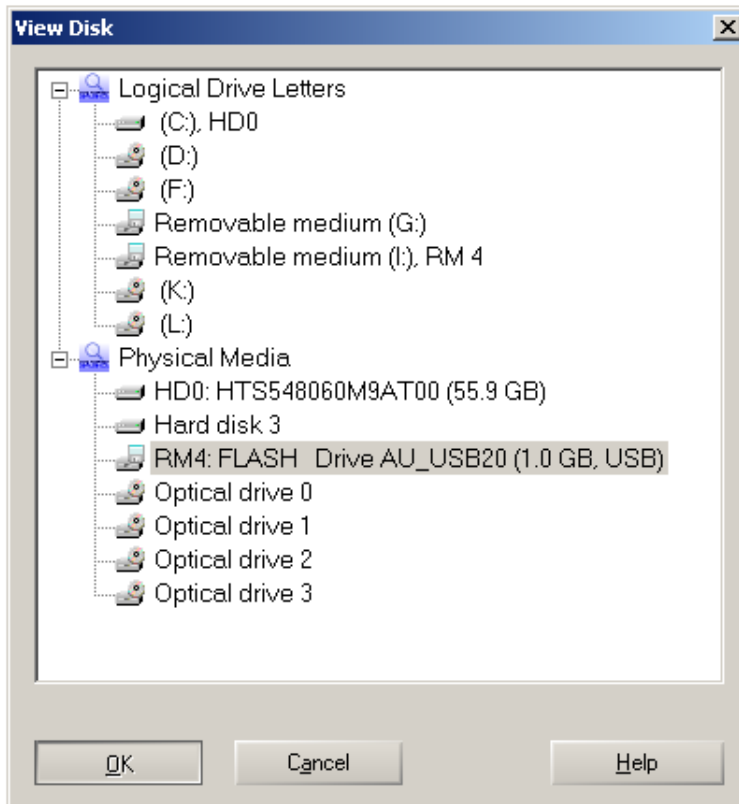 View Disk
Logical Drive Letters
(C:), HD0
(D:)
(F:)
Removable medium (G:)
Removable medium (I:), RM 4
(K:)
(L:)
Physical Media
HD0: HTS548060M9AT00 (55.9 GB)
Hard disk 3
RM4: FLASH   Drive AU_USB20 (1.0 GB, USB)
Optical drive 0
Optical drive 1
Optical drive 2
Optical drive 3
OK Cancel Help